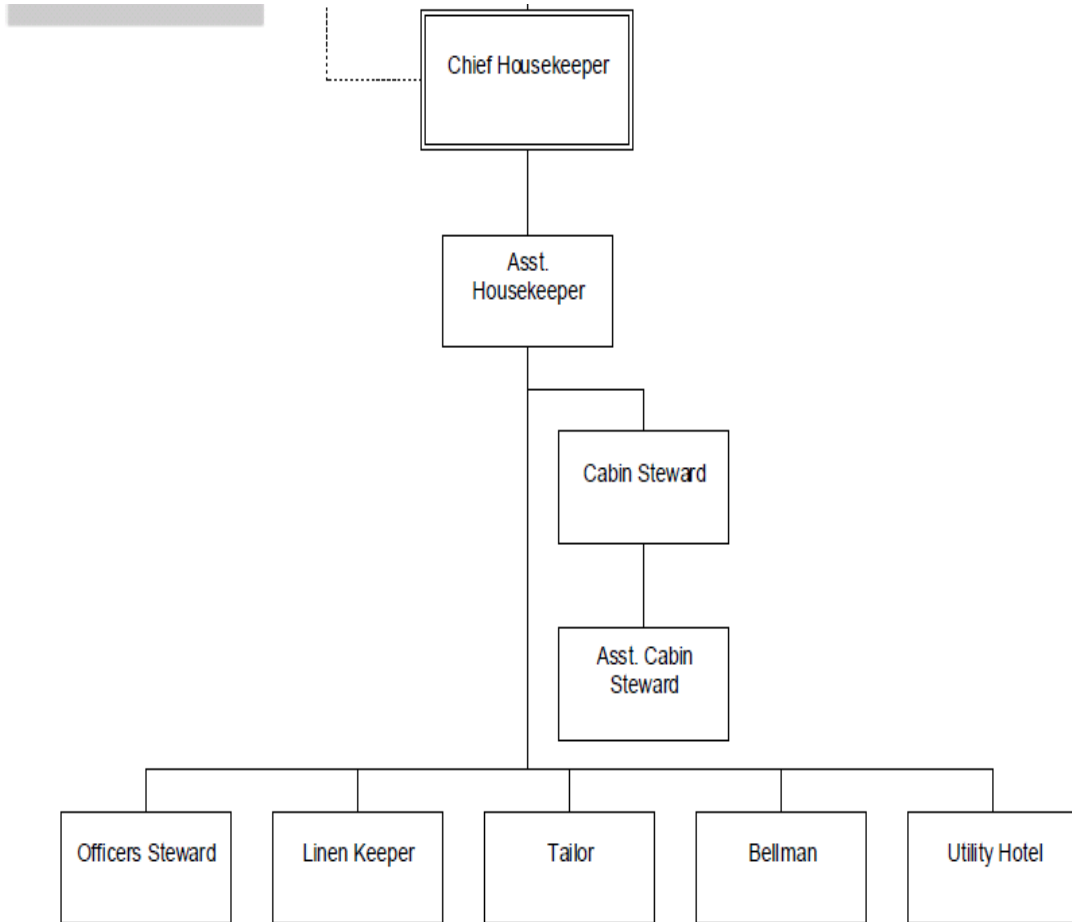 Chief Housekeeper
Asst.
Housekeeper
Cabin Steward
Asst. Cabin
Steward
Officers Steward
Linen Keeper
Tailor
Bellman
Utility Hotel